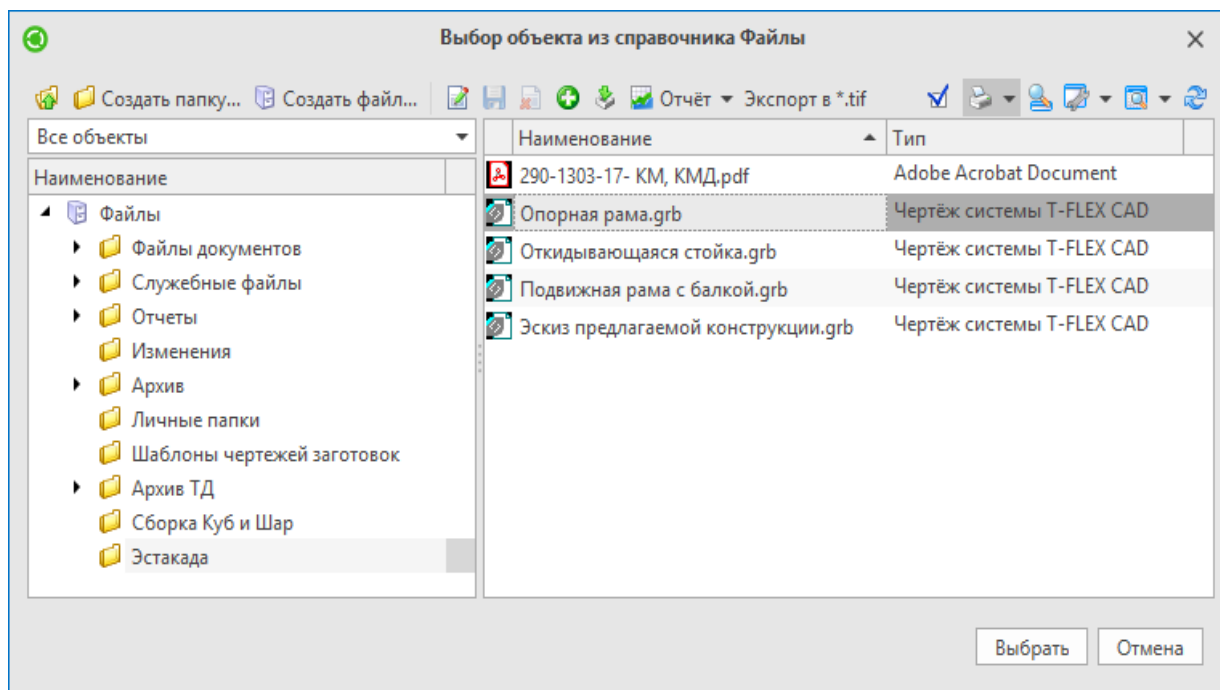 Выбор объекта из справочника Файлы
Создать папку... Создать файл... Отчёт Экспорт в *.tif
Все объекты
Наименование
Файлы
Файлы документов
Служебные файлы
Отчеты
Изменения
Архив
Личные папки
Шаблоны чертежей заготовок
Архив ТД
Сборка Куб и Шар
Эстакада
Наименование Тип
290-1303-17- КМ, КМД.pdf Adobe Acrobat Document
Опорная рама.grb Чертёж системы T-FLEX CAD
Откидывающаяся стойка.grb Чертёж системы T-FLEX CAD
Подвижная рама с балкой.grb Чертёж системы T-FLEX CAD
Эскиз предлагаемой конструкции.grb Чертёж системы T-FLEX CAD
Выбрать Отмена